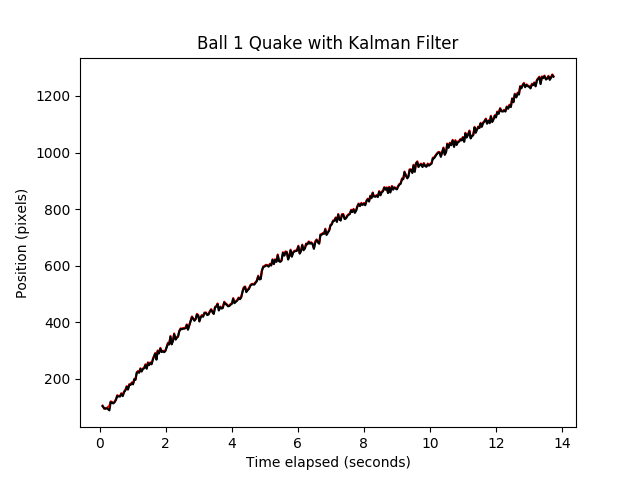 Ball 1 Quake with Kalman Filter
1200
1000
800
600
400
200
Position (pixels)
0 2 4 6 8 10 12 14
Time elapsed (seconds)